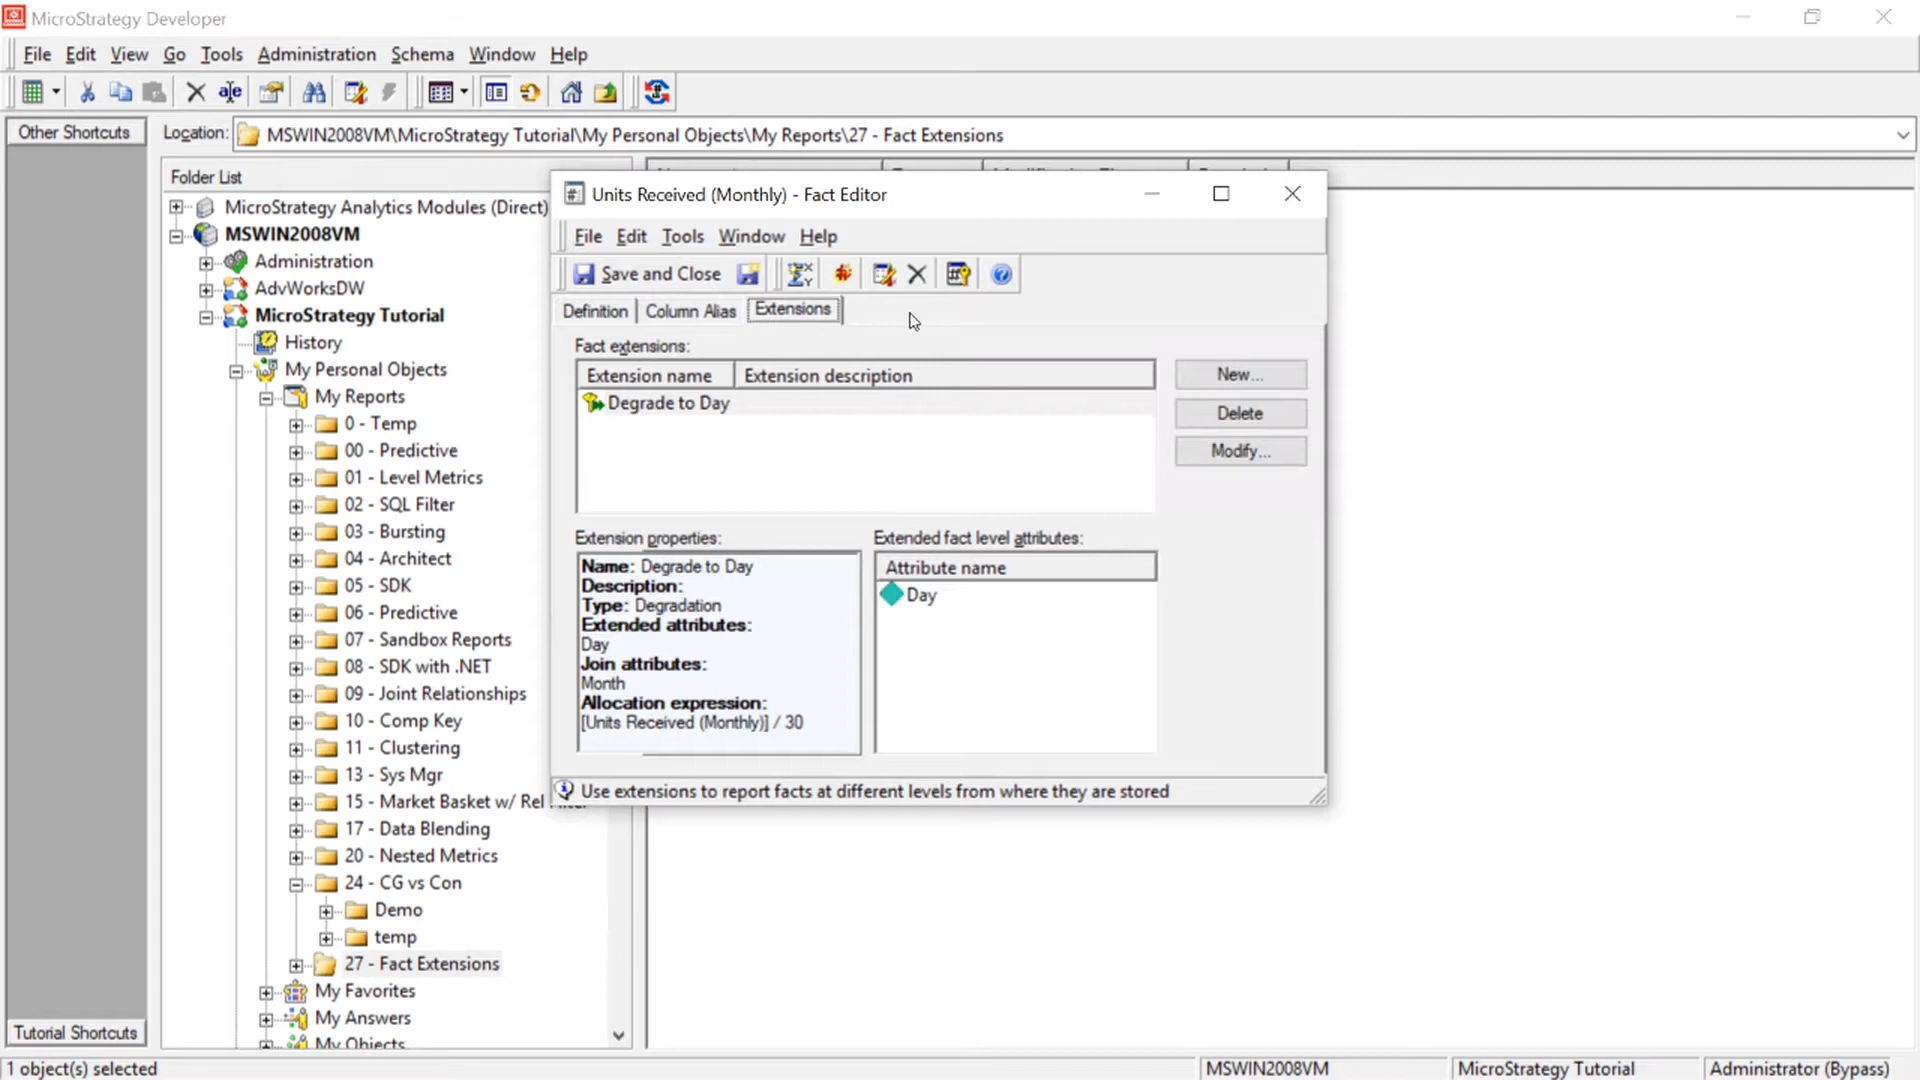 MicroStrategy Developer
File Edit View Go Tools Administration Schema Window Help
Other Shortcuts
Location: MSWIN2008VM\MicroStrategy Tutorial\My Personal Objects\My Reports\27 - Fact Extensions
Folder List
MicroStrategy Analytics Modules (Direct)
MSWIN2008VM
Administration
AdvWorksDW
MicroStrategy Tutorial
History
My Personal Objects
My Reports
0 - Temp
00 - Predictive
01 - Level Metrics
02 - SQL Filter
03 - Bursting
04 - Architect
05 - SDK
06 - Predictive
07 - Sandbox Reports
08 - SDK with .NET
09 - Joint Relationships
10 - Comp Key
11 - Clustering
13 - Sys Mgr
15 - Market Basket w/ Rel
17 - Data Blending
20 - Nested Metrics
24 - CG vs Con
Demo
temp
27 - Fact Extensions
My Favorites
My Answers
My Objects
Tutorial Shortcuts
Units Received (Monthly) - Fact Editor
File Edit Tools Window Help
Save and Close
Definition Column Alias Extensions
Fact extensions:
Extension name Extension description
Degrade to Day
New...
Delete
Modify...
Extension properties:
Name: Degrade to Day
Description:
Type: Degradation
Extended attributes:
Day
Join attributes:
Month
Allocation expression:
[Units Received (Monthly)] / 30
Extended fact level attributes:
Attribute name
Day
Use extensions to report facts at different levels from where they are stored
1 object(s) selected
MSWIN2008VM
MicroStrategy Tutorial
Administrator (Bypass)